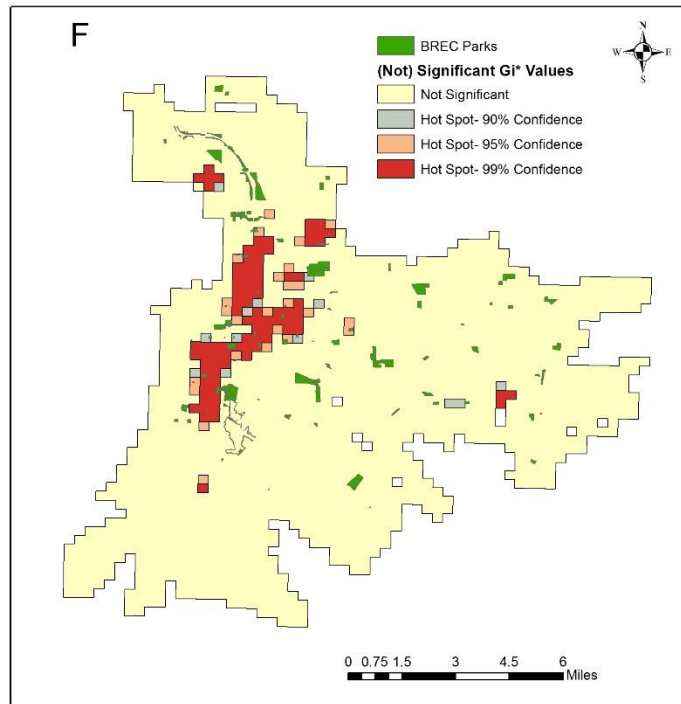 F
BREC Parks
(Not) Significant Gi* Values
Not Significant
Hot Spot- 90% Confidence
Hot Spot- 95% Confidence
Hot Spot- 99% Confidence
N
W E
S
0 0.75 1.5 3 4.5 6
Miles